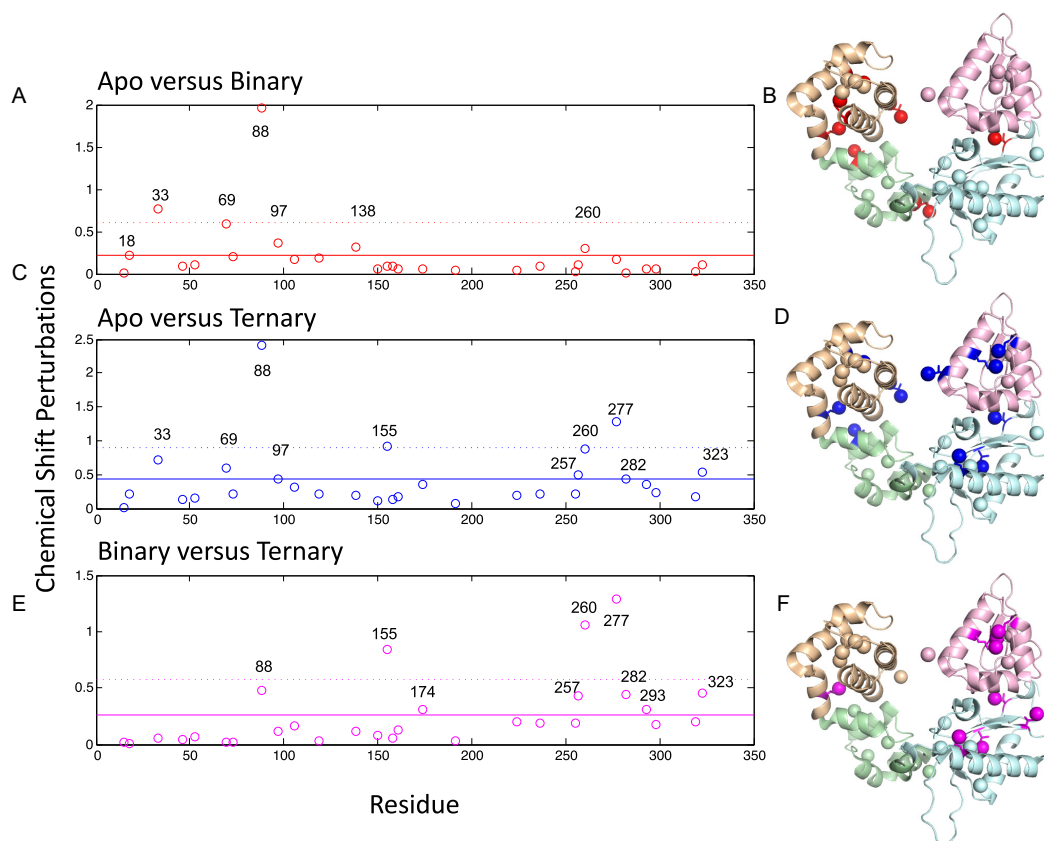 Apo versus Binary
A
B
2
1.5
1
0.5
0
88
33
69
97
138
260
18
0 50 100 150 200 250 300 350
C
Chemical Shift Perturbations
Apo versus Ternary
D
2.5
2
1.5
1
0.5
0
88
277
33
69
97
155
260
257
282
323
0 50 100 150 200 250 300 350
Binary versus Ternary
E
F
1.5
1
0.5
0
260
277
155
88
174
257
282
293
323
0 50 100 150 200 250 300 350
Residue